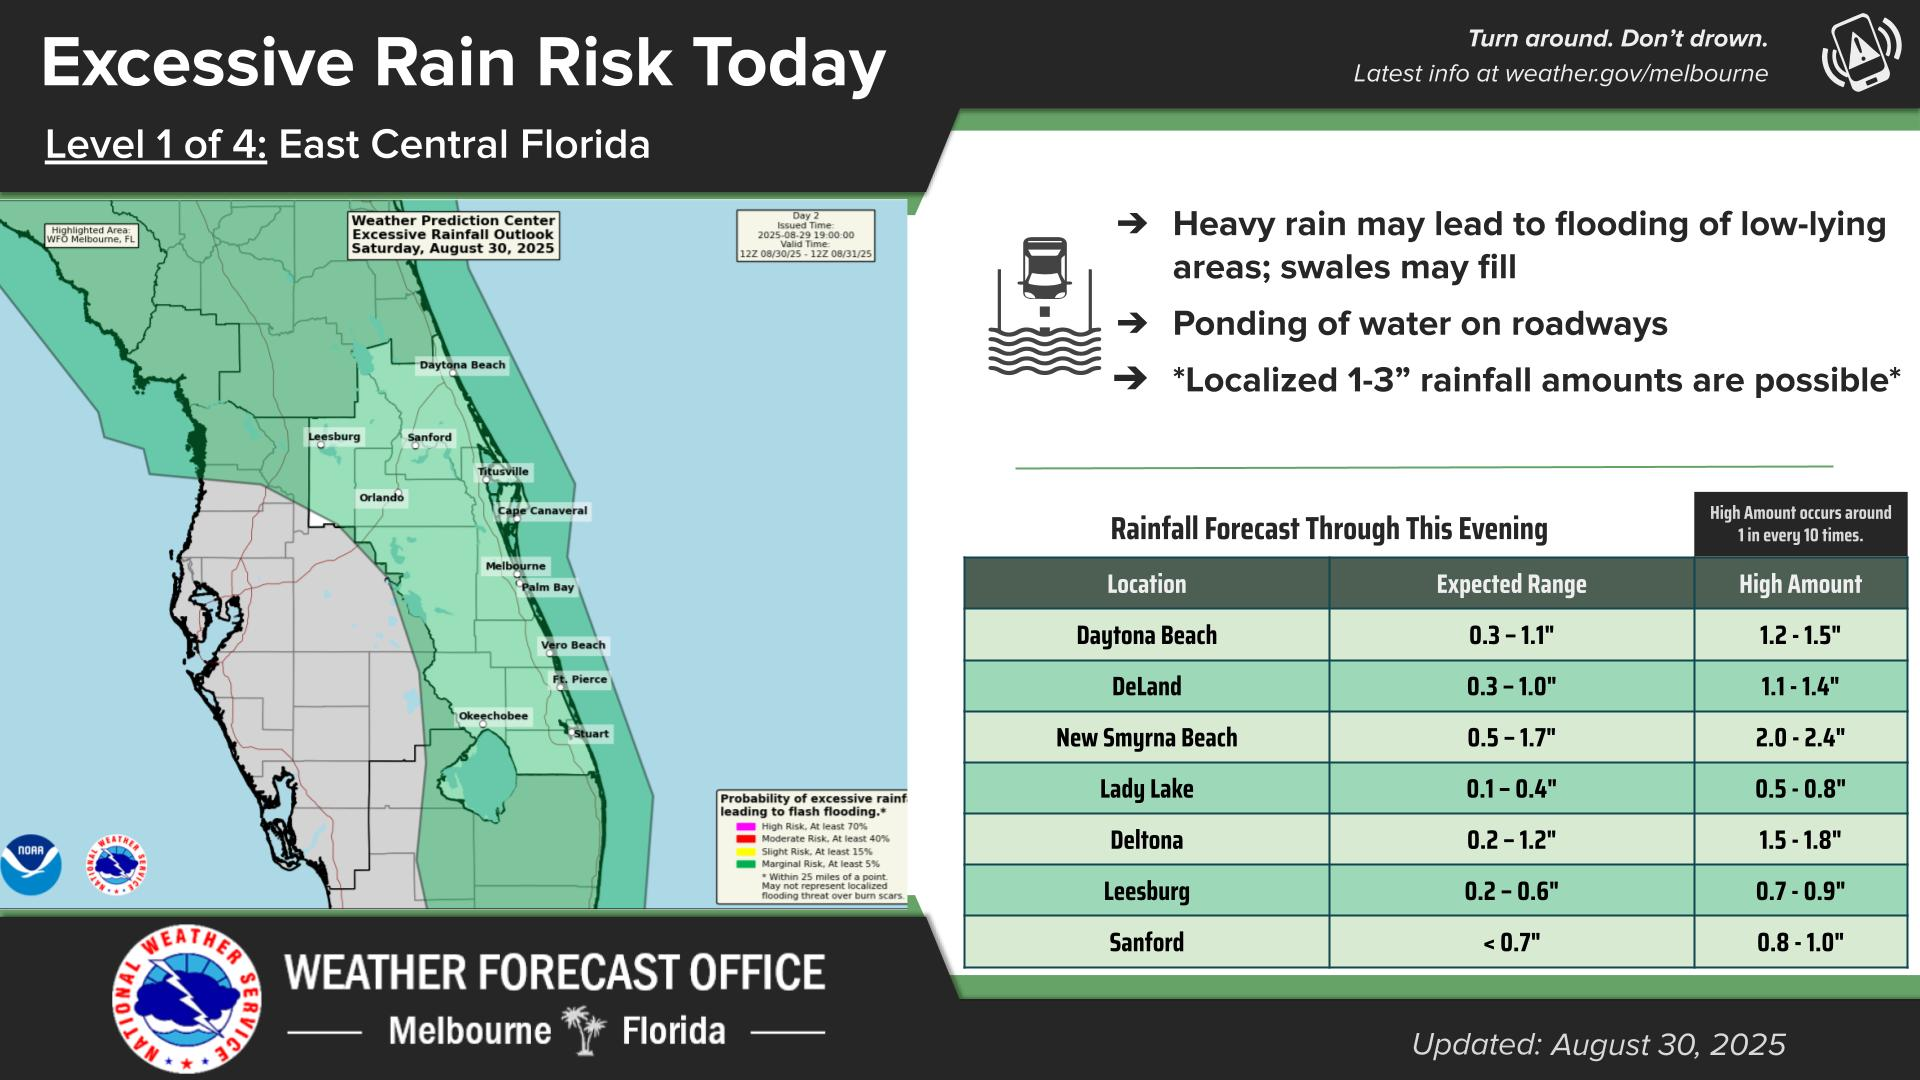 Excessive Rain Risk Today
Level 1 of 4: East Central Florida
Turn around. Don't drown.
Latest info at weather.gov/melbourne
Highlighted Area:
WFO Melbourne, FL
Weather Prediction Center
Excessive Rainfall Outlook
Saturday, August 30, 2025
Day 2
Issued Time:
2025-08-29 19:00:00
Valid Time:
12Z 08/30/25 - 12Z 08/31/25
Daytona Beach
Leesburg
Sanford
Titusville
Orlando
Cape Canaveral
Melbourne
Palm Bay
Vero Beach
Ft. Pierce
Okeechobee
Stuart
Probability of excessive rainf
leading to flash flooding.*
High Risk, At least 70%
Moderate Risk, At least 40%
Slight Risk, At least 15%
Marginal Risk, At least 5%
* Within 25 miles of a point.
May not represent localized
flooding threat over burn scars.
NOAA
NATIONAL WEATHER SERVICE
➔ Heavy rain may lead to flooding of low-lying
areas; swales may fill
➔ Ponding of water on roadways
➔ *Localized 1-3” rainfall amounts are possible*
Rainfall Forecast Through This Evening
High Amount occurs around
1 in every 10 times.
Location Expected Range High Amount
Daytona Beach 0.3 – 1.1" 1.2 - 1.5"
DeLand 0.3 – 1.0" 1.1 - 1.4"
New Smyrna Beach 0.5 – 1.7" 2.0 - 2.4"
Lady Lake 0.1 – 0.4" 0.5 - 0.8"
Deltona 0.2 – 1.2" 1.5 - 1.8"
Leesburg 0.2 – 0.6" 0.7 - 0.9"
Sanford < 0.7" 0.8 - 1.0"
NATIONAL WEATHER SERVICE
WEATHER FORECAST OFFICE
Melbourne Florida
Updated: August 30, 2025